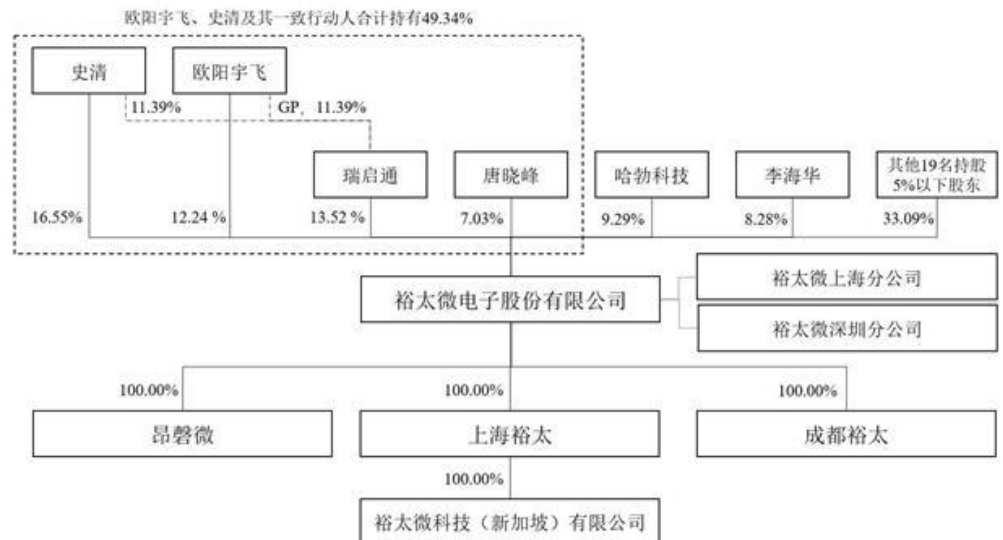 欧阳宇飞、史清及其一致行动人合计持有49.34%
史清
欧阳宇飞
11.39%
GP，11.39%
瑞启通
唐晓峰
哈勃科技
李海华
其他19名持股
5%以下股东
16.55%
12.24 %
13.52 %
7.03%
9.29%
8.28%
33.09%
裕太微电子股份有限公司
裕太微上海分公司
裕太微深圳分公司
100.00%
100.00%
100.00%
昂磬微
上海裕太
成都裕太
100.00%
裕太微科技（新加坡）有限公司